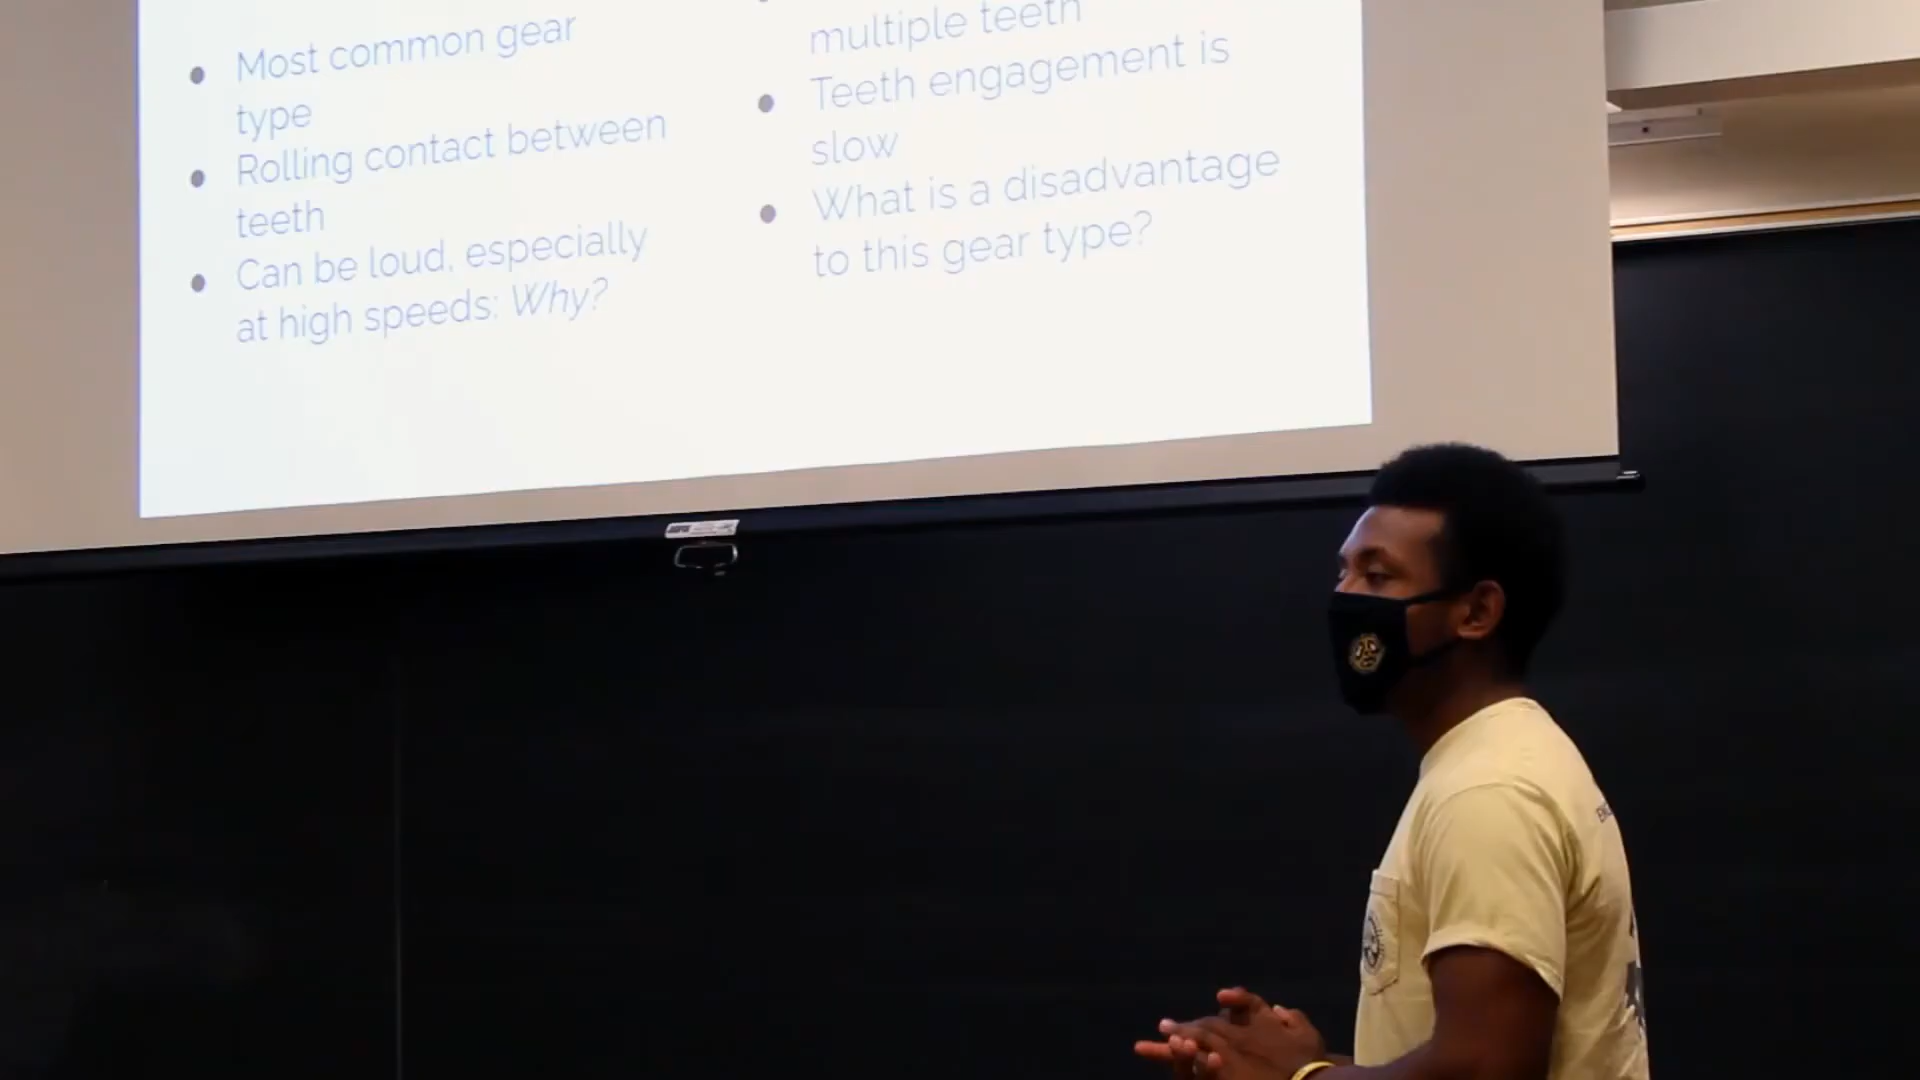 Most common gear
type
Rolling contact between
teeth
Can be loud, especially
at high speeds: Why?
multiple teeth
Teeth engagement is
slow
What is a disadvantage
to this gear type?